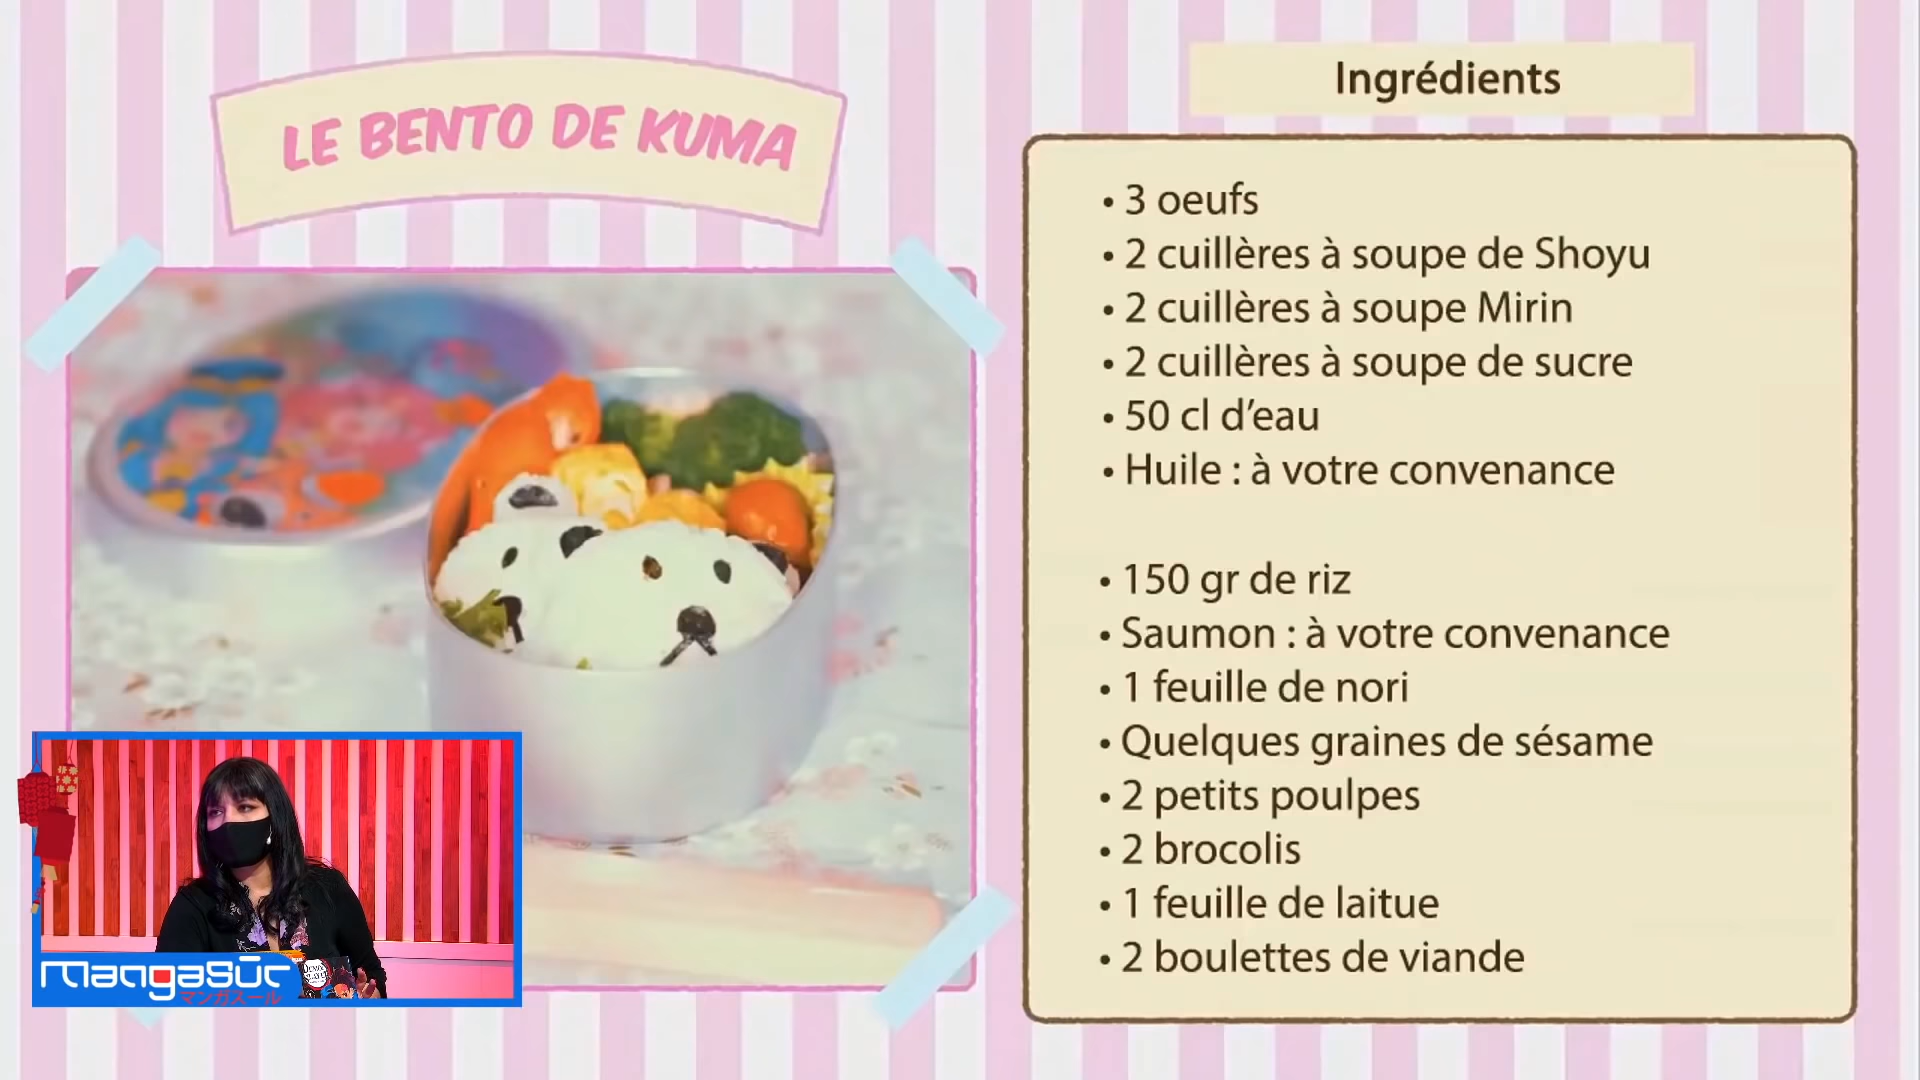 LE BENTO DE KUMA
Ingrédients
• 3 oeufs
• 2 cuillères à soupe de Shoyu
• 2 cuillères à soupe Mirin
• 2 cuillères à soupe de sucre
• 50 cl d’eau
• Huile : à votre convenance
• 150 gr de riz
• Saumon : à votre convenance
• 1 feuille de nori
• Quelques graines de sésame
• 2 petits poulpes
• 2 brocolis
• 1 feuille de laitue
• 2 boulettes de viande
mangasūr
マンガスール